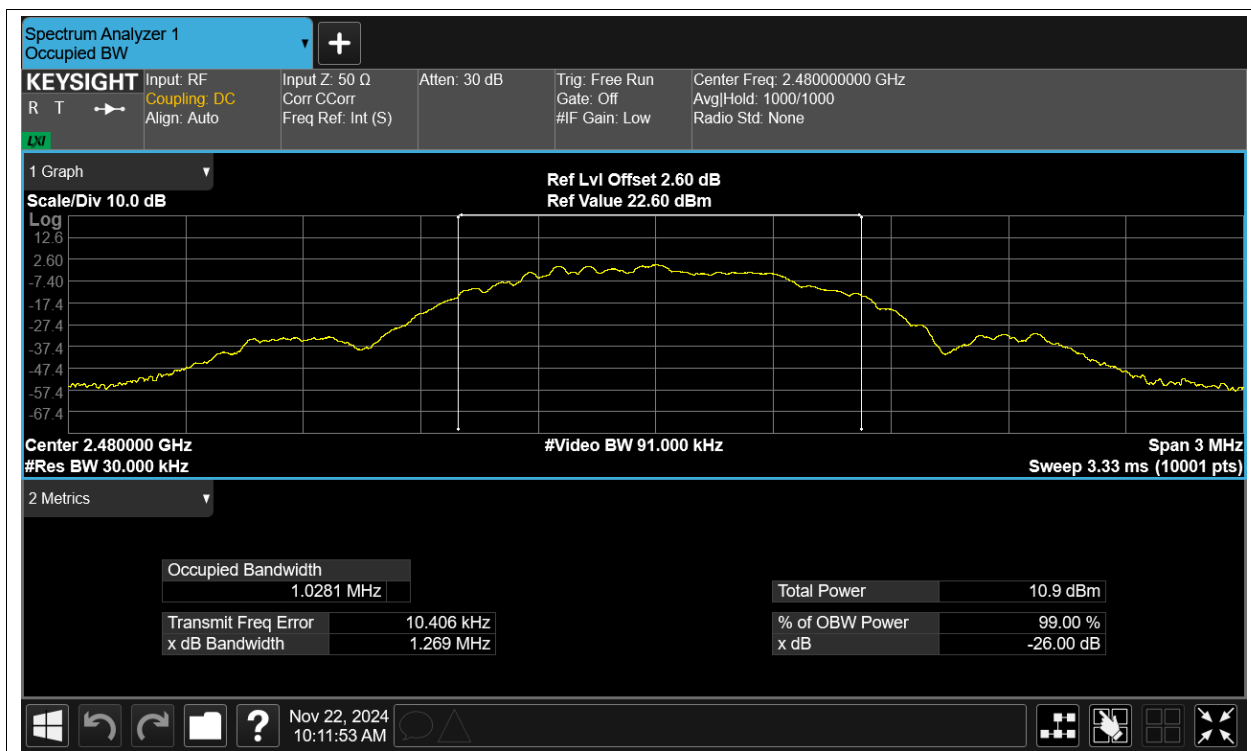 Spectrum Analyzer 1
Occupied BW
KEYSIGHT
R T
LXI
Input: RF
Coupling: DC
Align: Auto
Input Z: 50 Ω
Corr CCorr
Freq Ref: Int (S)
Atten: 30 dB
Trig: Free Run
Gate: Off
#IF Gain: Low
Center Freq: 2.480000000 GHz
Avg|Hold: 1000/1000
Radio Std: None
1 Graph
Ref Lvl Offset 2.60 dB
Scale/Div 10.0 dB Ref Value 22.60 dBm
Log
12.6
2.60
-7.40
-17.4
-27.4
-37.4
-47.4
-57.4
-67.4
Center 2.480000 GHz #Video BW 91.000 kHz Span 3 MHz
#Res BW 30.000 kHz Sweep 3.33 ms (10001 pts)
2 Metrics
Occupied Bandwidth
1.0281 MHz
Total Power 10.9 dBm
Transmit Freq Error 10.406 kHz % of OBW Power 99.00 %
x dB Bandwidth 1.269 MHz x dB -26.00 dB
?
Nov 22, 2024
10:11:53 AM